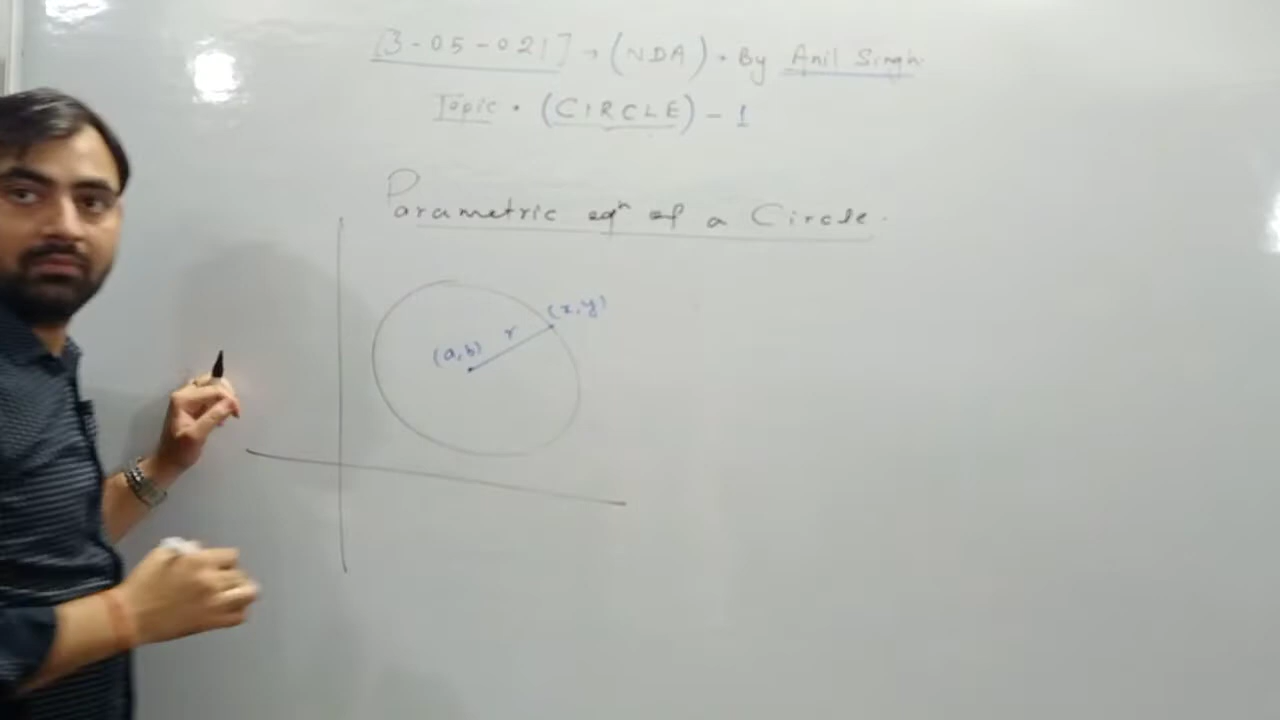 [3-05-021] → (NDA) • By Anil Singh
Topic • (CIRCLE) - 1
Parametric eqⁿ of a Circle.
(x,y)
r
(a,b)